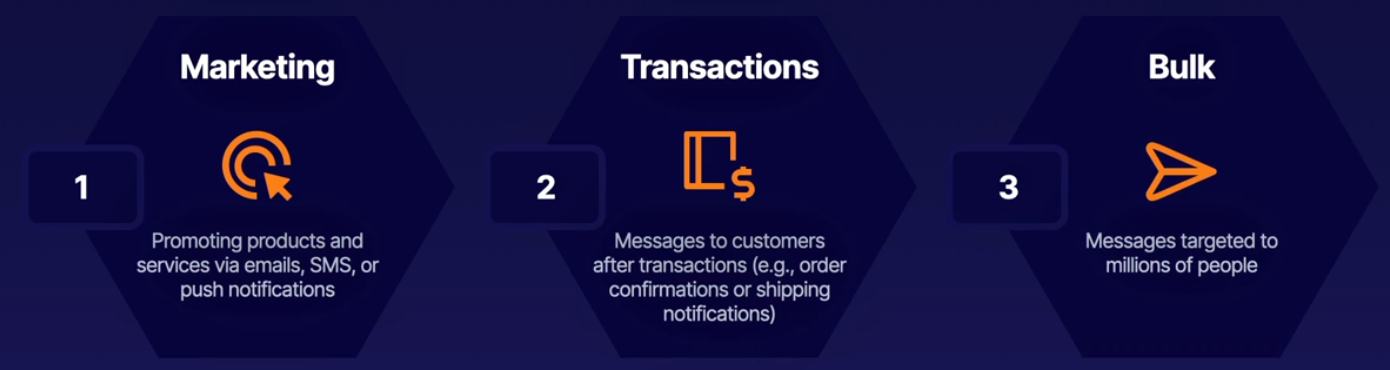 Marketing
1
Promoting products and
services via emails, SMS, or
push notifications
Transactions
2
Messages to customers
after transactions (e.g., order
confirmations or shipping
notifications)
Bulk
3
Messages targeted to
millions of people